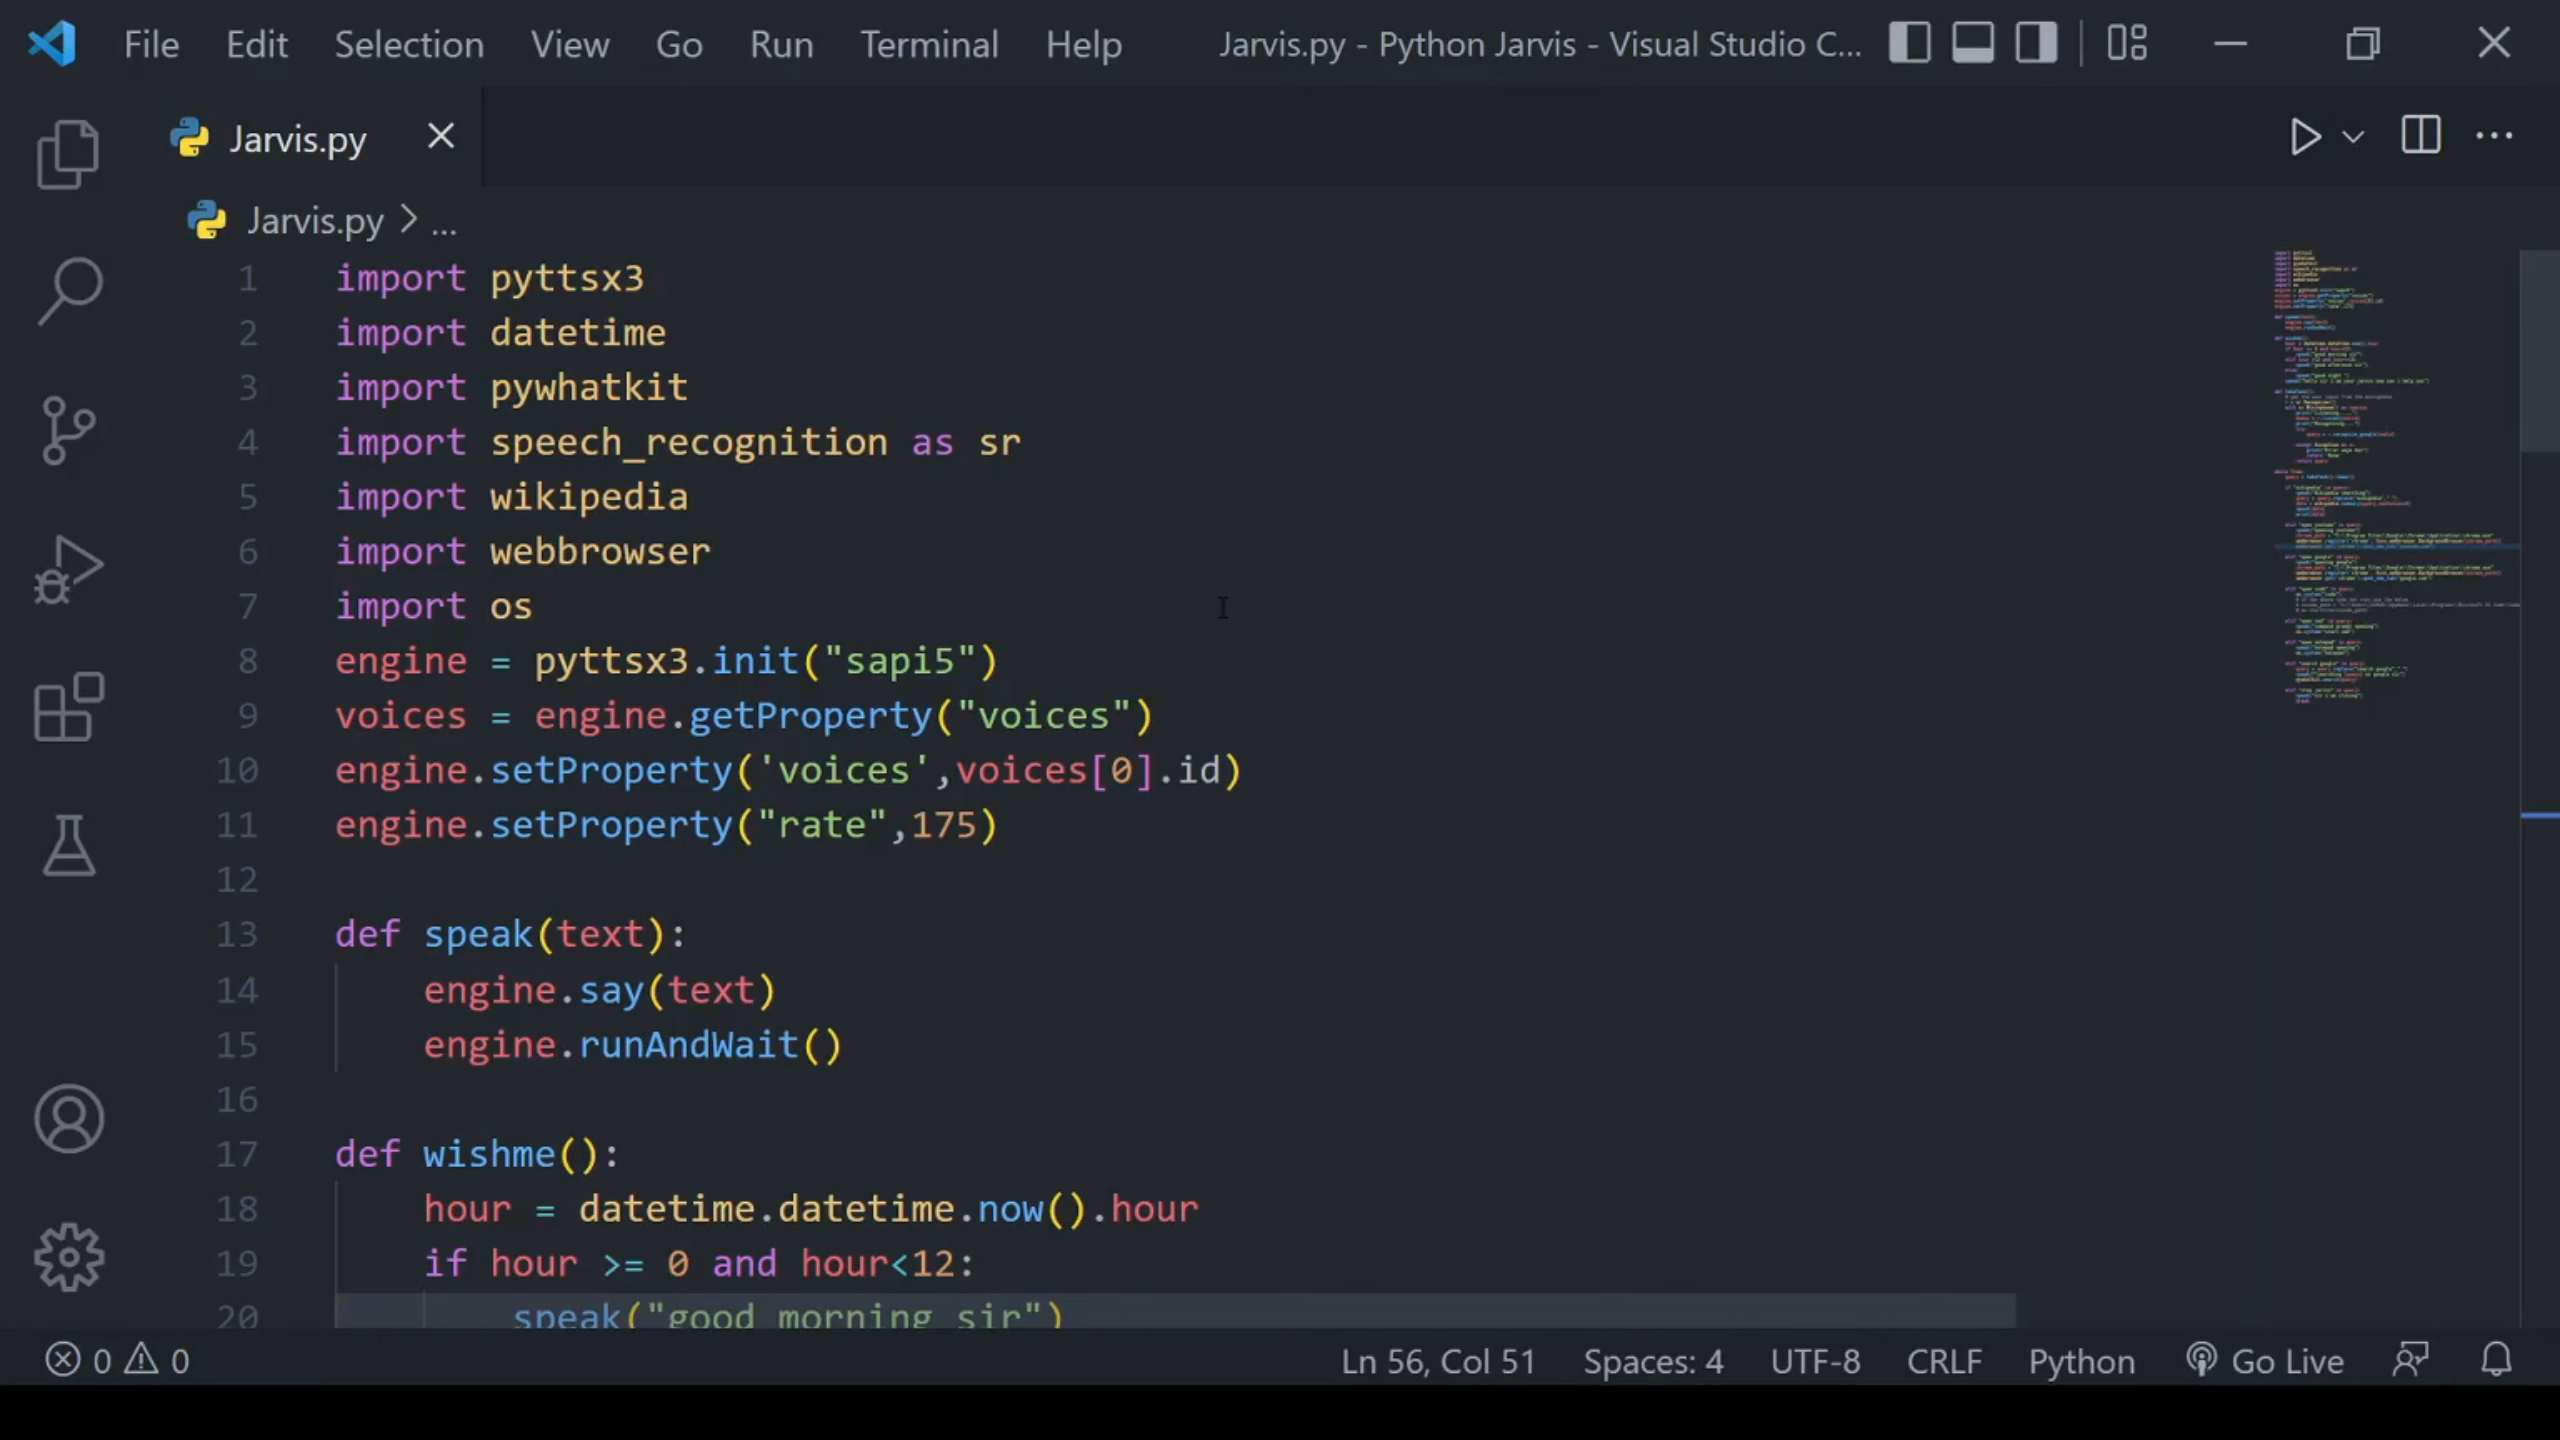 File Edit Selection View Go Run Terminal Help Jarvis.py - Python Jarvis - Visual Studio C...
Jarvis.py
Jarvis.py > ...
1 import pyttsx3
2 import datetime
3 import pywhatkit
4 import speech_recognition as sr
5 import wikipedia
6 import webbrowser
7 import os
8 engine = pyttsx3.init("sapi5")
9 voices = engine.getProperty("voices")
10 engine.setProperty('voices',voices[0].id)
11 engine.setProperty("rate",175)
12
13 def speak(text):
14     engine.say(text)
15     engine.runAndWait()
16
17 def wishme():
18     hour = datetime.datetime.now().hour
19     if hour >= 0 and hour<12:
20         speak("good morning sir")
0 0 Ln 56, Col 51 Spaces: 4 UTF-8 CRLF Python Go Live